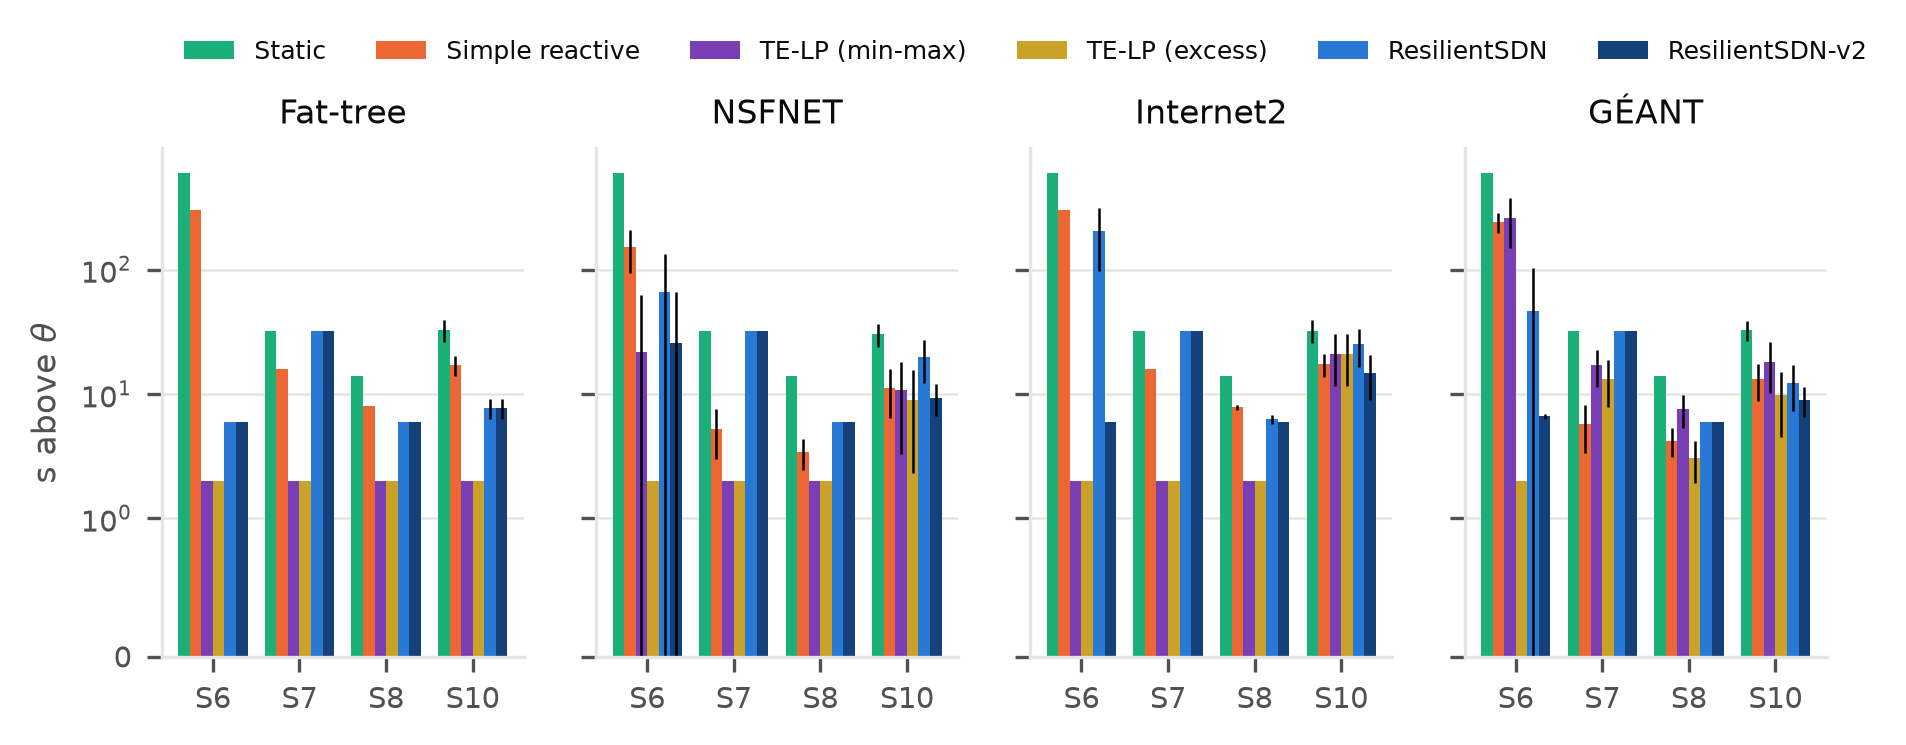 Static Simple reactive TE-LP (min-max) TE-LP (excess) ResilientSDN ResilientSDN-v2
Fat-tree NSFNET Internet2 GÉANT
s above θ
10²
10¹
10⁰
0
S6 S7 S8 S10 S6 S7 S8 S10 S6 S7 S8 S10 S6 S7 S8 S10